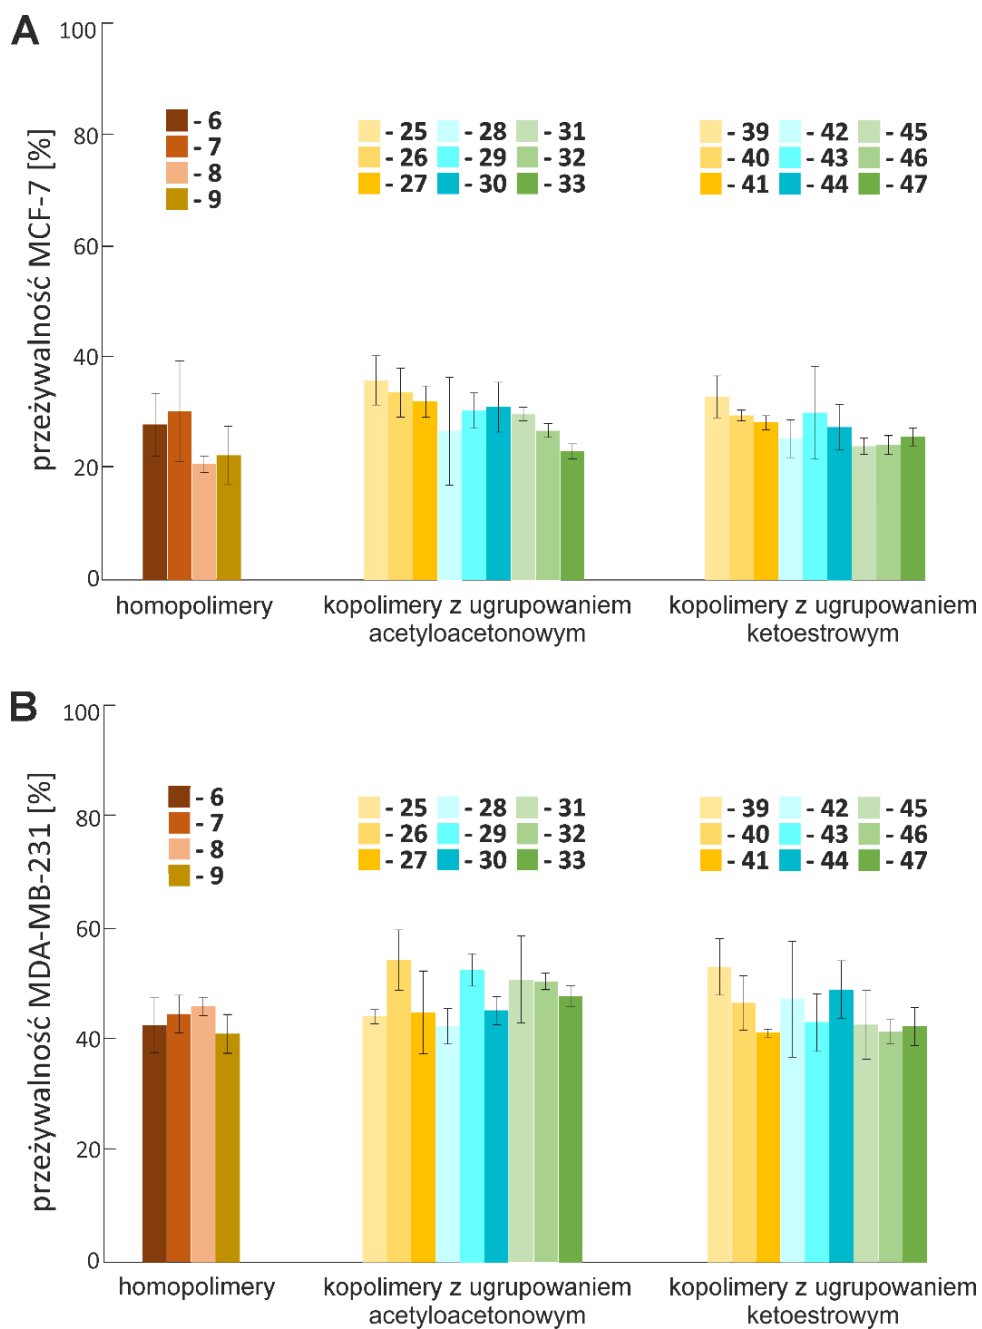 A
przeżywalność MCF-7 [%]
100
80
60
40
20
0
- 6
- 7
- 8
- 9
- 25 - 28 - 31
- 26 - 29 - 32
- 27 - 30 - 33
- 39 - 42 - 45
- 40 - 43 - 46
- 41 - 44 - 47
homopolimery
kopolimery z ugrupowaniem
acetyloacetonowym
kopolimery z ugrupowaniem
ketoestrowym
B
przeżywalność MDA-MB-231 [%]
100
80
60
40
20
0
- 6
- 7
- 8
- 9
- 25 - 28 - 31
- 26 - 29 - 32
- 27 - 30 - 33
- 39 - 42 - 45
- 40 - 43 - 46
- 41 - 44 - 47
homopolimery
kopolimery z ugrupowaniem
acetyloacetonowym
kopolimery z ugrupowaniem
ketoestrowym